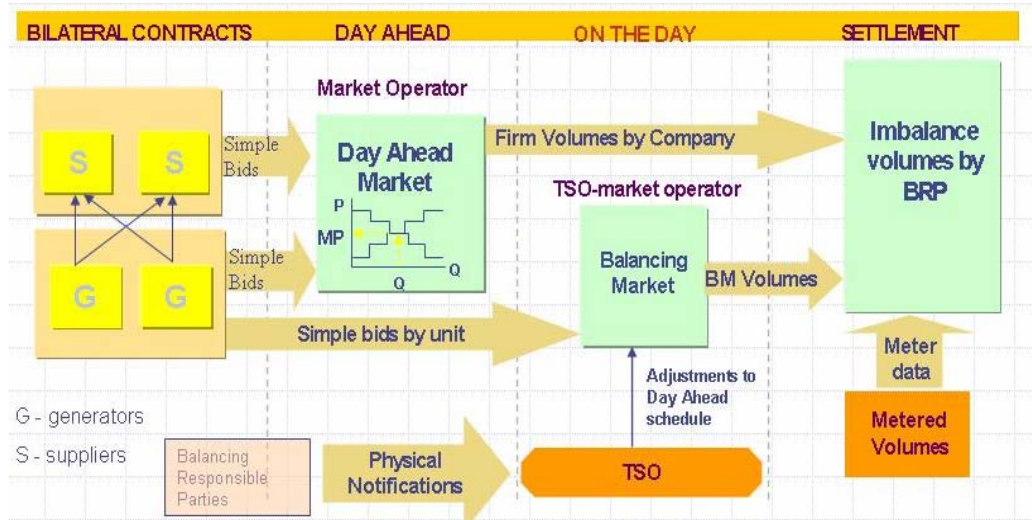 BILATERAL CONTRACTS
DAY AHEAD
ON THE DAY
SETTLEMENT
Market Operator
S
S
Simple
Bids
Day Ahead
Market
P
MP
Q
Q
Firm Volumes by Company
Imbalance
volumes by
BRP
TSO-market operator
G
G
Simple
Bids
Balancing
Market
BM Volumes
Simple bids by unit
Meter
data
Adjustments to
Day Ahead
schedule
G - generators
S - suppliers
Balancing
Responsible
Parties
Physical
Notifications
TSO
Metered
Volumes